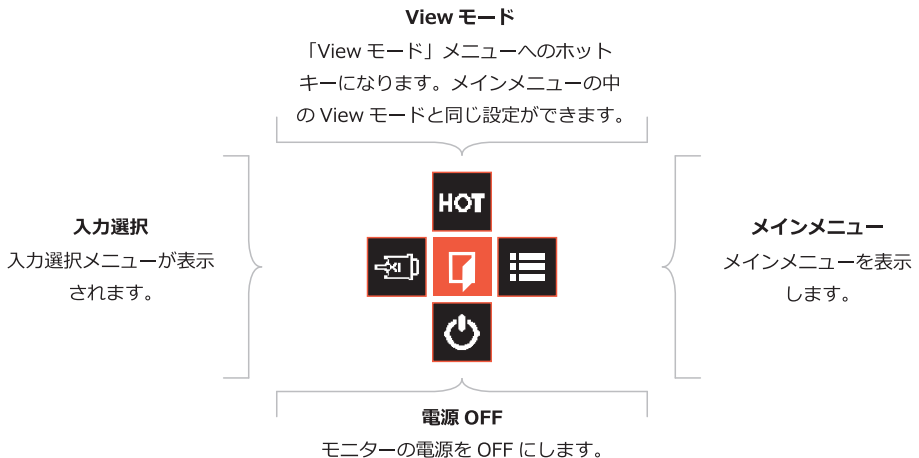 View モード
「View モード」メニューへのホット
キーになります。メインメニューの中
の View モードと同じ設定ができます。
HOT
入力選択
入力選択メニューが表示
されます。
メインメニュー
メインメニューを表示
します。
電源 OFF
モニターの電源を OFF にします。